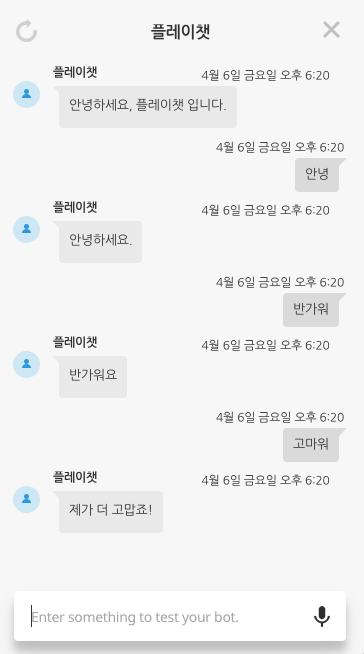 플레이챗
플레이챗 4월 6일 금요일 오후 6:20
안녕하세요, 플레이챗 입니다.
4월 6일 금요일 오후 6:20
안녕
플레이챗 4월 6일 금요일 오후 6:20
안녕하세요.
4월 6일 금요일 오후 6:20
반가워
플레이챗 4월 6일 금요일 오후 6:20
반가워요
4월 6일 금요일 오후 6:20
고마워
플레이챗 4월 6일 금요일 오후 6:20
제가 더 고맙죠!
Enter something to test your bot.